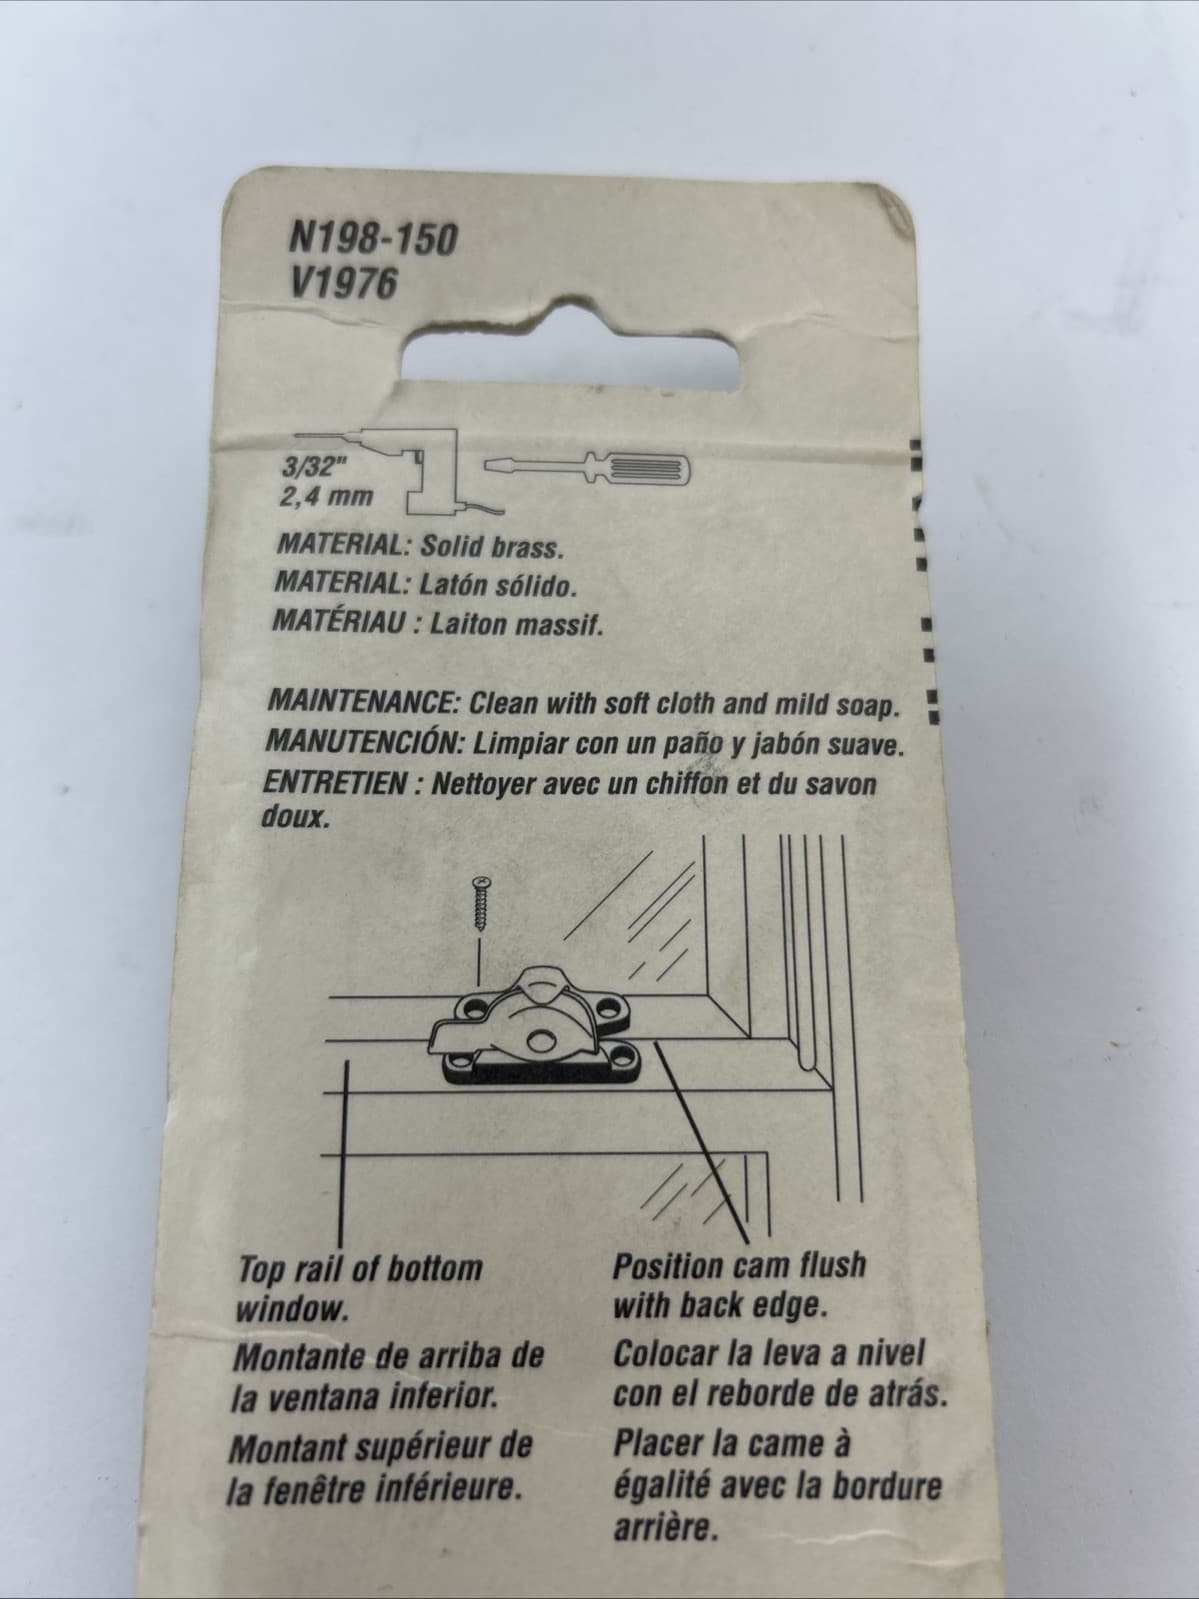 N198-150
V1976
3/32"
2,4 mm
MATERIAL: Solid brass.
MATERIAL: Latón sólido.
MATÉRIAU : Laiton massif.
MAINTENANCE: Clean with soft cloth and mild soap.
MANUTENCIÓN: Limpiar con un paño y jabón suave.
ENTRETIEN : Nettoyer avec un chiffon et du savon
doux.
Top rail of bottom
window.
Montante de arriba de
la ventana inferior.
Montant supérieur de
la fenêtre inférieure.
Position cam flush
with back edge.
Colocar la leva a nivel
con el reborde de atrás.
Placer la came à
égalité avec la bordure
arrière.